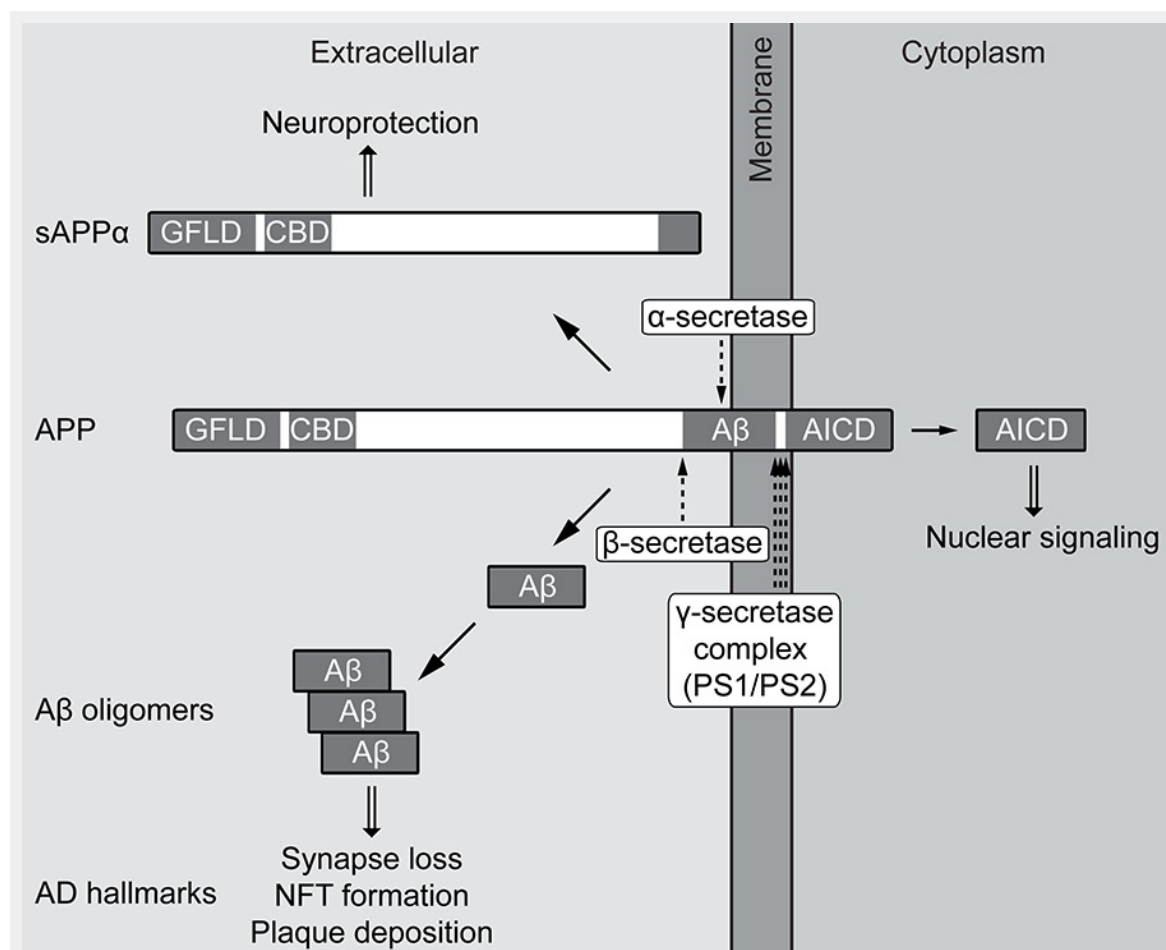 Extracellular
Membrane
Cytoplasm
Neuroprotection
sAPPα
GFLD
CBD
α-secretase
APP
GFLD
CBD
Aβ
AICD
AICD
β-secretase
Nuclear signaling
Aβ
γ-secretase
complex
(PS1/PS2)
Aβ oligomers
Aβ
Aβ
Aβ
AD hallmarks
Synapse loss
NFT formation
Plaque deposition